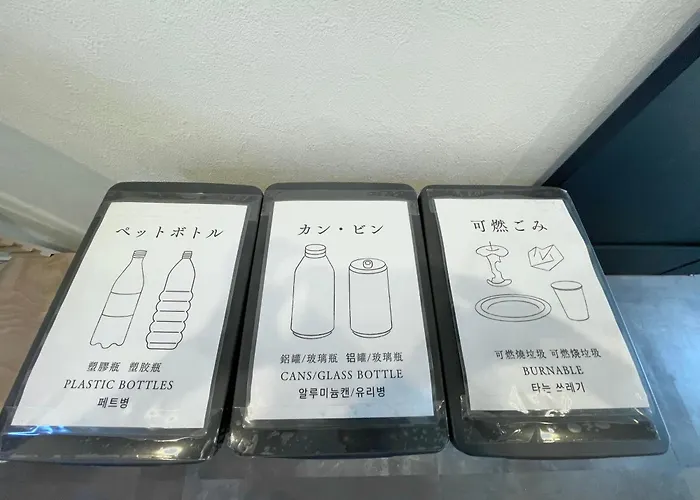 ペットボトル
塑膠瓶 塑胶瓶
PLASTIC BOTTLES
페트병
カン・ビン
鋁罐/玻璃瓶 铝罐/玻璃瓶
CANS/GLASS BOTTLE
알루미늄캔/유리병
可燃ごみ
可燃燒垃圾 可燃烧垃圾
BURNABLE
타는 쓰레기